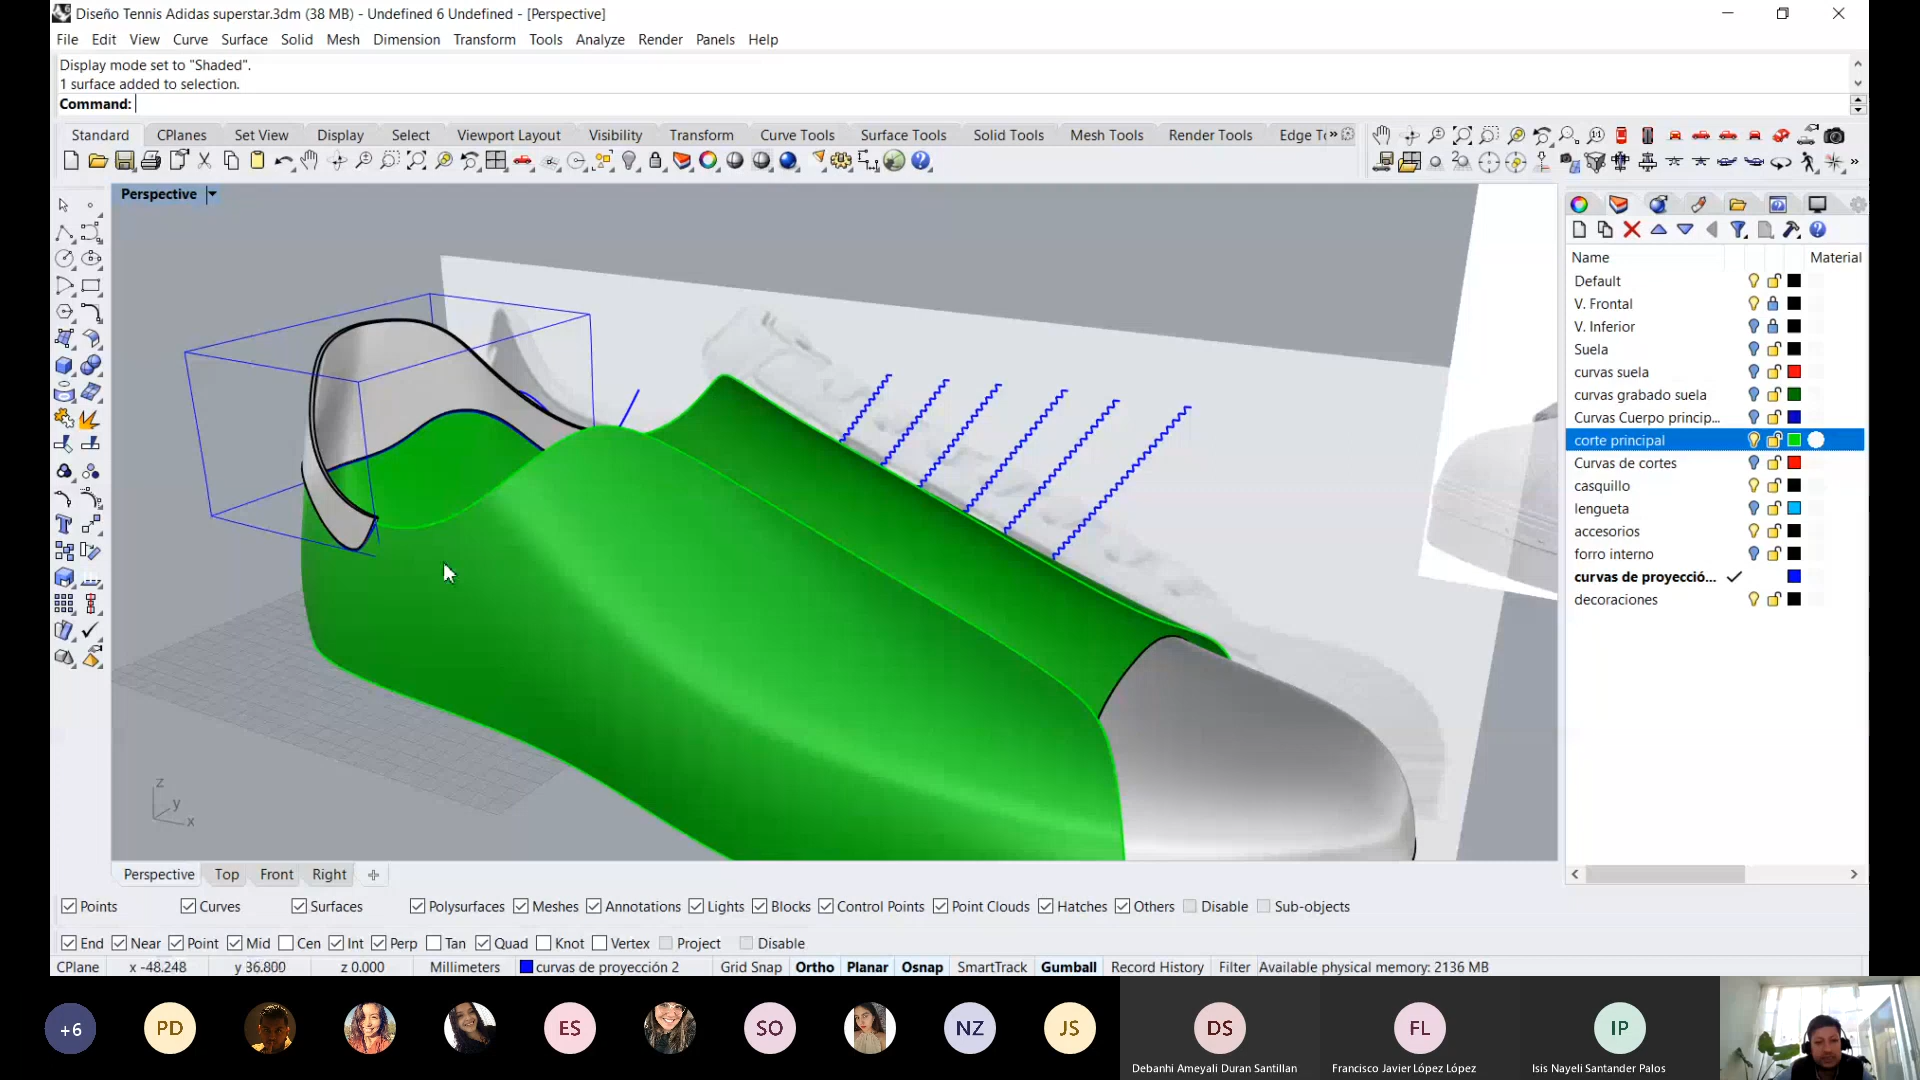 Diseño Tennis Adidas superstar.3dm (38 MB) - Undefined 6 Undefined - [Perspective]
File Edit View Curve Surface Solid Mesh Dimension Transform Tools Analyze Render Panels Help
Display mode set to "Shaded".
1 surface added to selection.
Command:
Standard CPlanes Set View Display Select Viewport Layout Visibility Transform Curve Tools Surface Tools Solid Tools Mesh Tools Render Tools Edge To
Perspective
Name Material
Default
V. Frontal
V. Inferior
Suela
curvas suela
curvas grabado suela
Curvas Cuerpo princip...
corte principal
Curvas de cortes
casquillo
lengueta
accesorios
forro interno
curvas de proyecció...
decoraciones
z
y
x
Perspective Top Front Right
Points Curves Surfaces Polysurfaces Meshes Annotations Lights Blocks Control Points Point Clouds Hatches Others Disable Sub-objects
End Near Point Mid Cen Int Perp Tan Quad Knot Vertex Project Disable
CPlane x -48.248 y 36.800 z 0.000 Millimeters curvas de proyección 2 Grid Snap Ortho Planar Osnap SmartTrack Gumball Record History Filter Available physical memory: 2136 MB
+6 PD ES SO NZ JS DS FL IP
Debanhi Ameyali Duran Santillan Francisco Javier López López Isis Nayeli Santander Palos